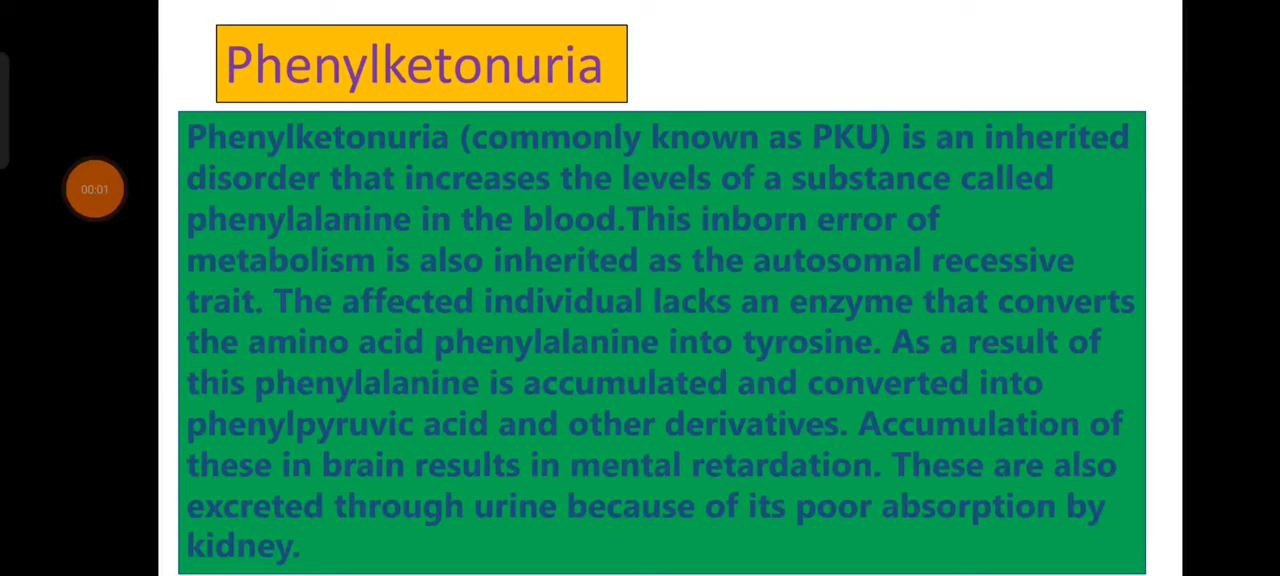 Phenylketonuria
Phenylketonuria (commonly known as PKU) is an inherited
disorder that increases the levels of a substance called
phenylalanine in the blood.This inborn error of
metabolism is also inherited as the autosomal recessive
trait. The affected individual lacks an enzyme that converts
the amino acid phenylalanine into tyrosine. As a result of
this phenylalanine is accumulated and converted into
phenylpyruvic acid and other derivatives. Accumulation of
these in brain results in mental retardation. These are also
excreted through urine because of its poor absorption by
kidney.
00:01